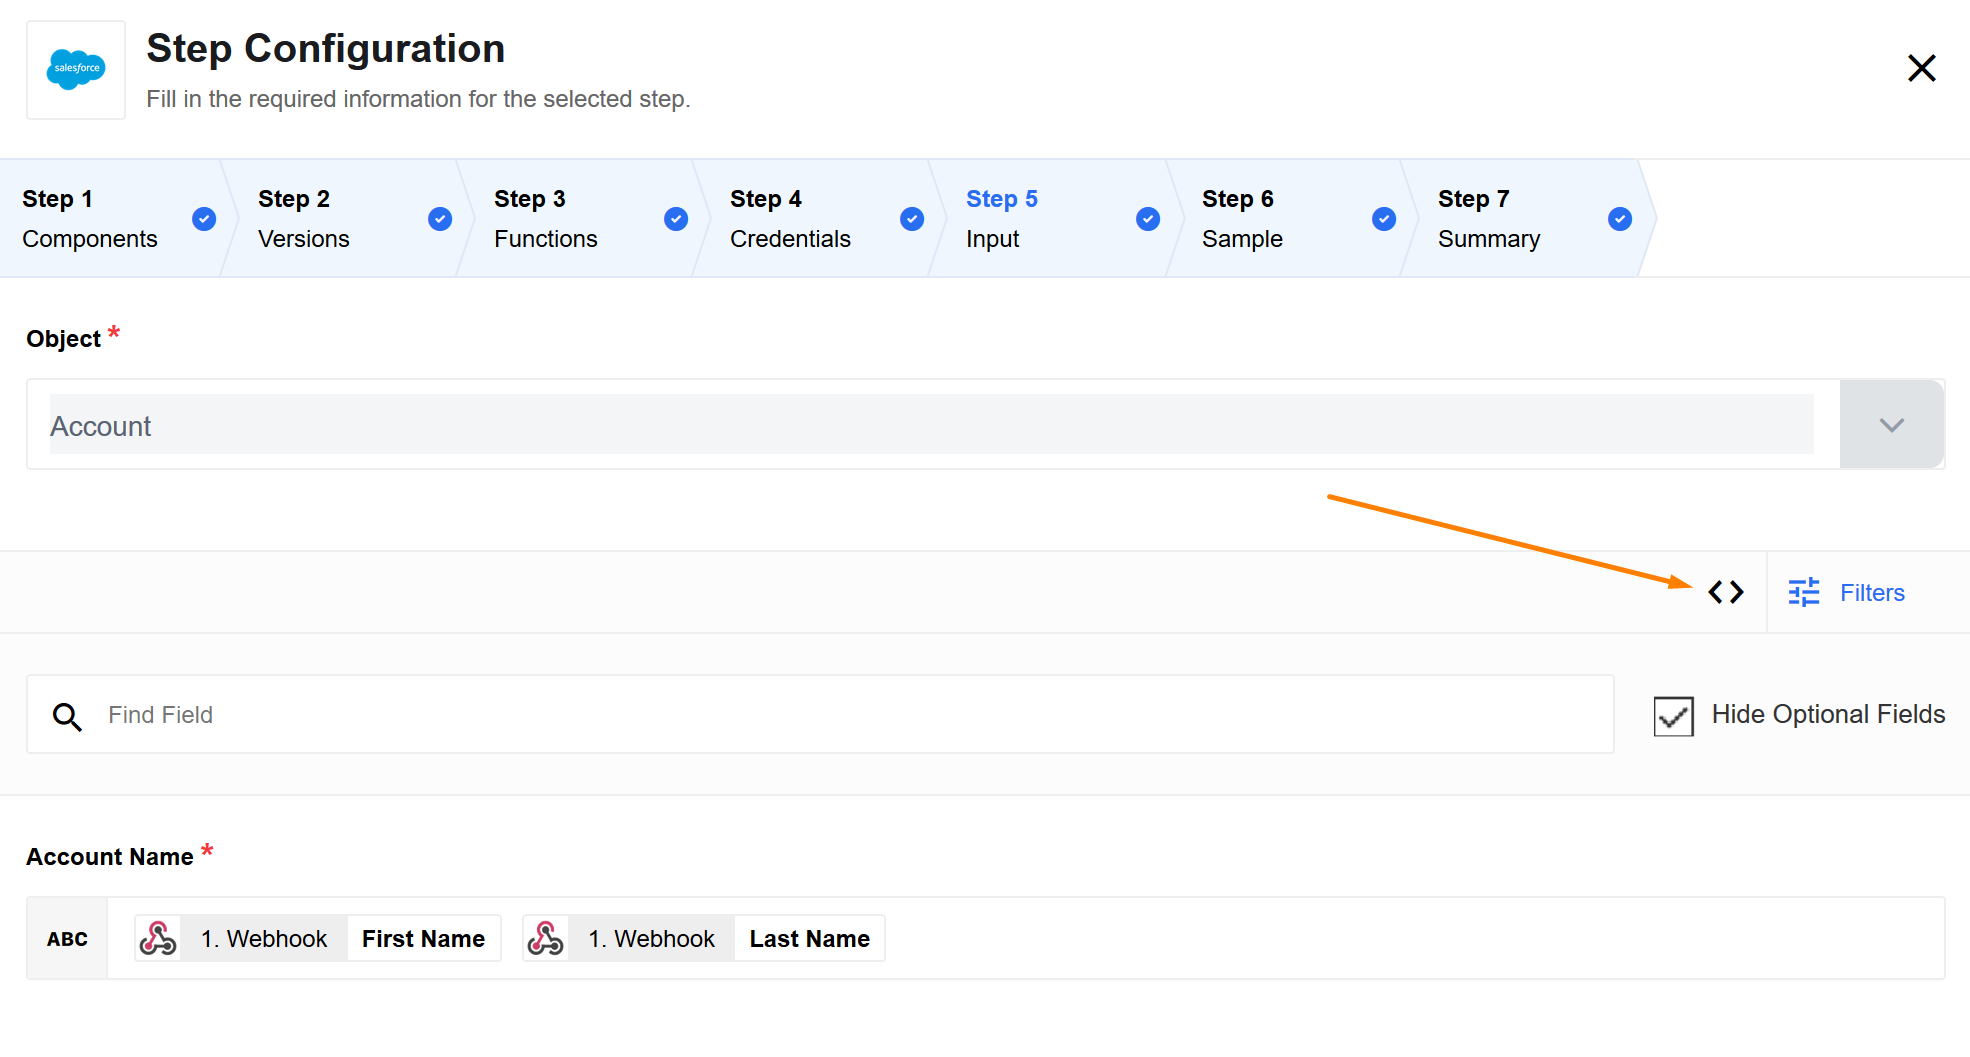 salesforce
Step Configuration
Fill in the required information for the selected step.
Step 1
Components
Step 2
Versions
Step 3
Functions
Step 4
Credentials
Step 5
Input
Step 6
Sample
Step 7
Summary
Object *
Account
<> Filters
Find Field
Hide Optional Fields
Account Name *
ABC 1. Webhook First Name 1. Webhook Last Name